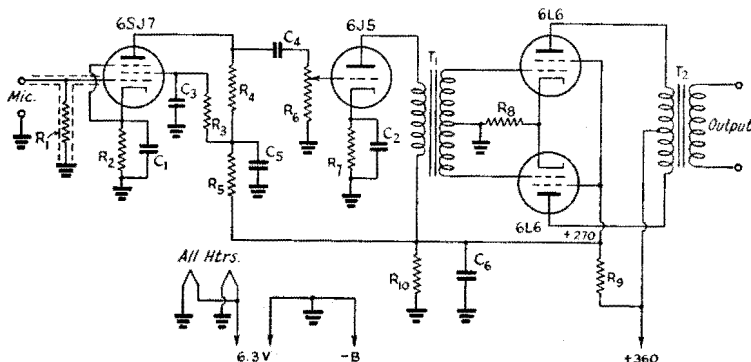 6SJ7
6J5
6L6
C4
T1
T2
Mic.
C3
R4
R6
R8
Output
R1
R3
R2
C1
C5
R7
C2
R5
6L6
+270
All Htrs.
R10
C6
R9
6.3V
-B
+360